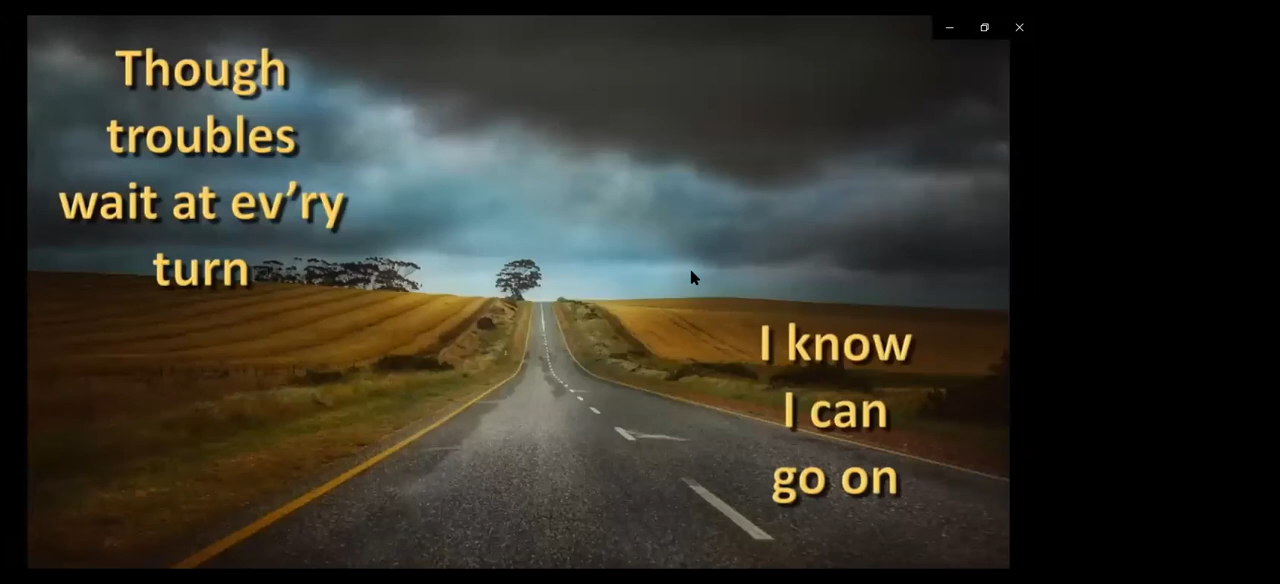 Though
troubles
wait at ev’ry
turn
I know
I can
go on